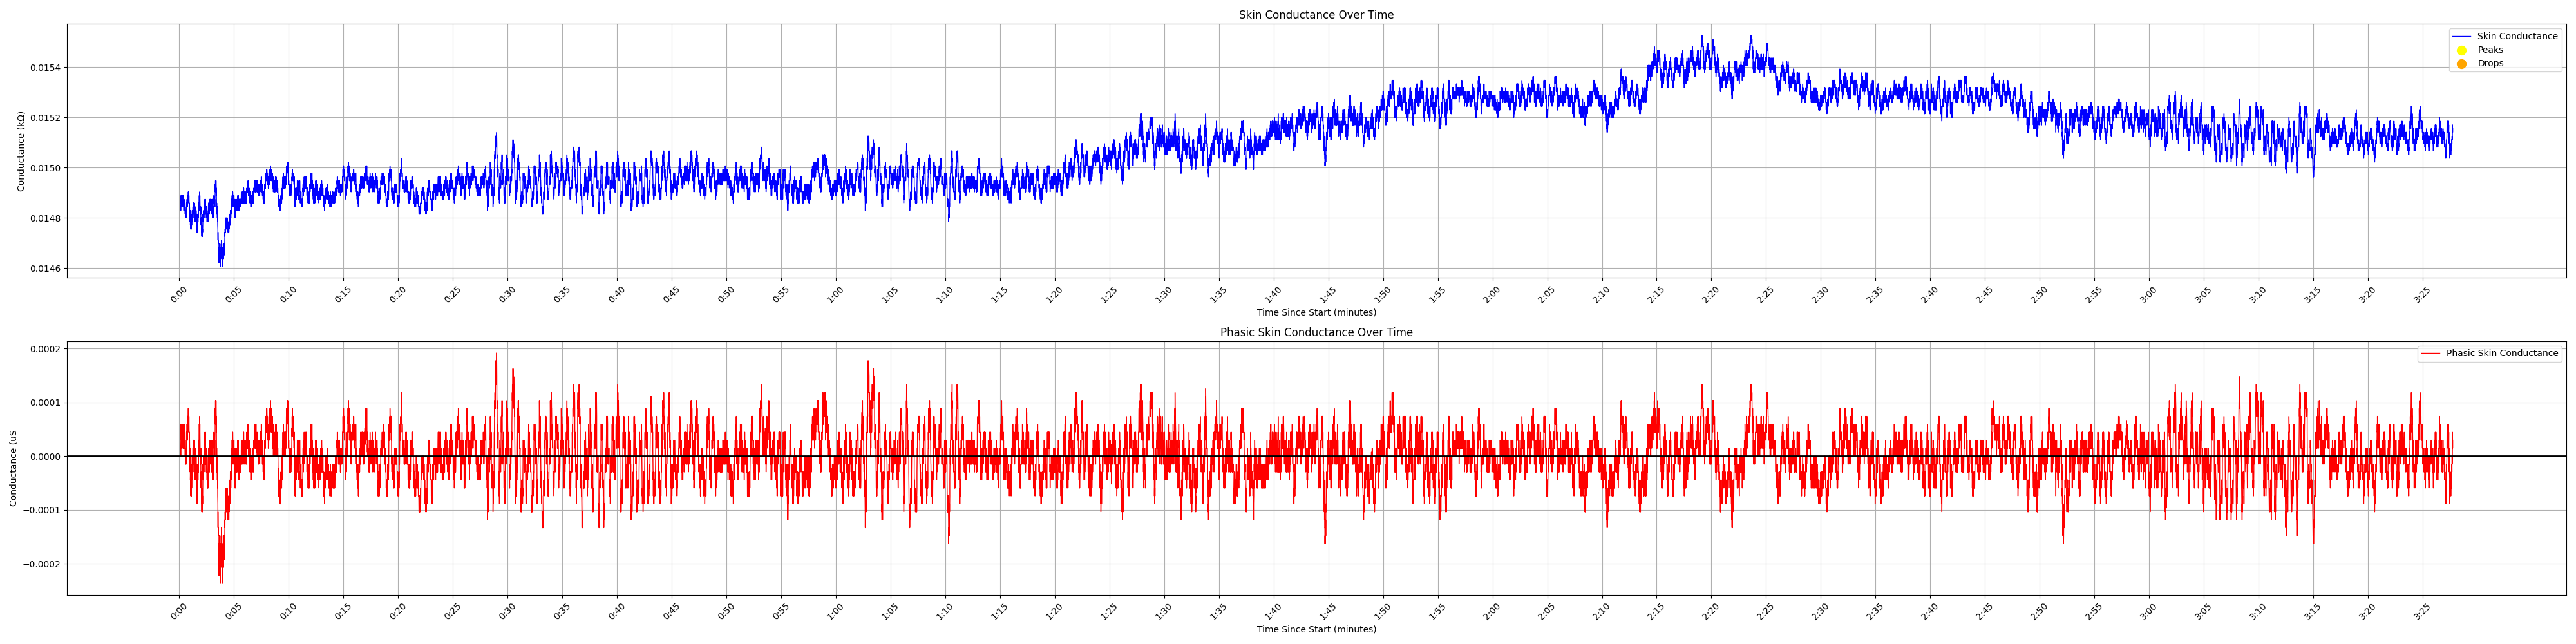 Skin Conductance Over Time
Conductance (kΩ)
0.0154
0.0152
0.0150
0.0148
0.0146
Skin Conductance
Peaks
Drops
0:00 0:05 0:10 0:15 0:20 0:25 0:30 0:35 0:40 0:45 0:50 0:55 1:00 1:05 1:10 1:15 1:20 1:25 1:30 1:35 1:40 1:45 1:50 1:55 2:00 2:05 2:10 2:15 2:20 2:25 2:30 2:35 2:40 2:45 2:50 2:55 3:00 3:05 3:10 3:15 3:20 3:25
Time Since Start (minutes)
Phasic Skin Conductance Over Time
Conductance (uS
0.0002
0.0001
0.0000
−0.0001
−0.0002
Phasic Skin Conductance
0:00 0:05 0:10 0:15 0:20 0:25 0:30 0:35 0:40 0:45 0:50 0:55 1:00 1:05 1:10 1:15 1:20 1:25 1:30 1:35 1:40 1:45 1:50 1:55 2:00 2:05 2:10 2:15 2:20 2:25 2:30 2:35 2:40 2:45 2:50 2:55 3:00 3:05 3:10 3:15 3:20 3:25
Time Since Start (minutes)